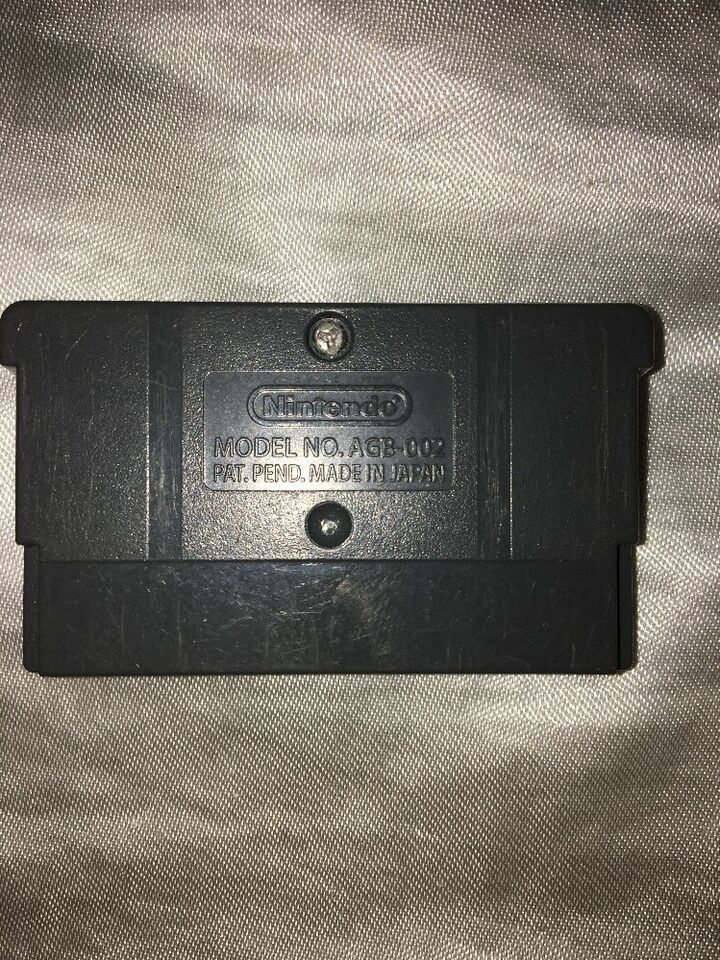 Nintendo
MODEL NO. AGB-002
PAT. PEND. MADE IN JAPAN